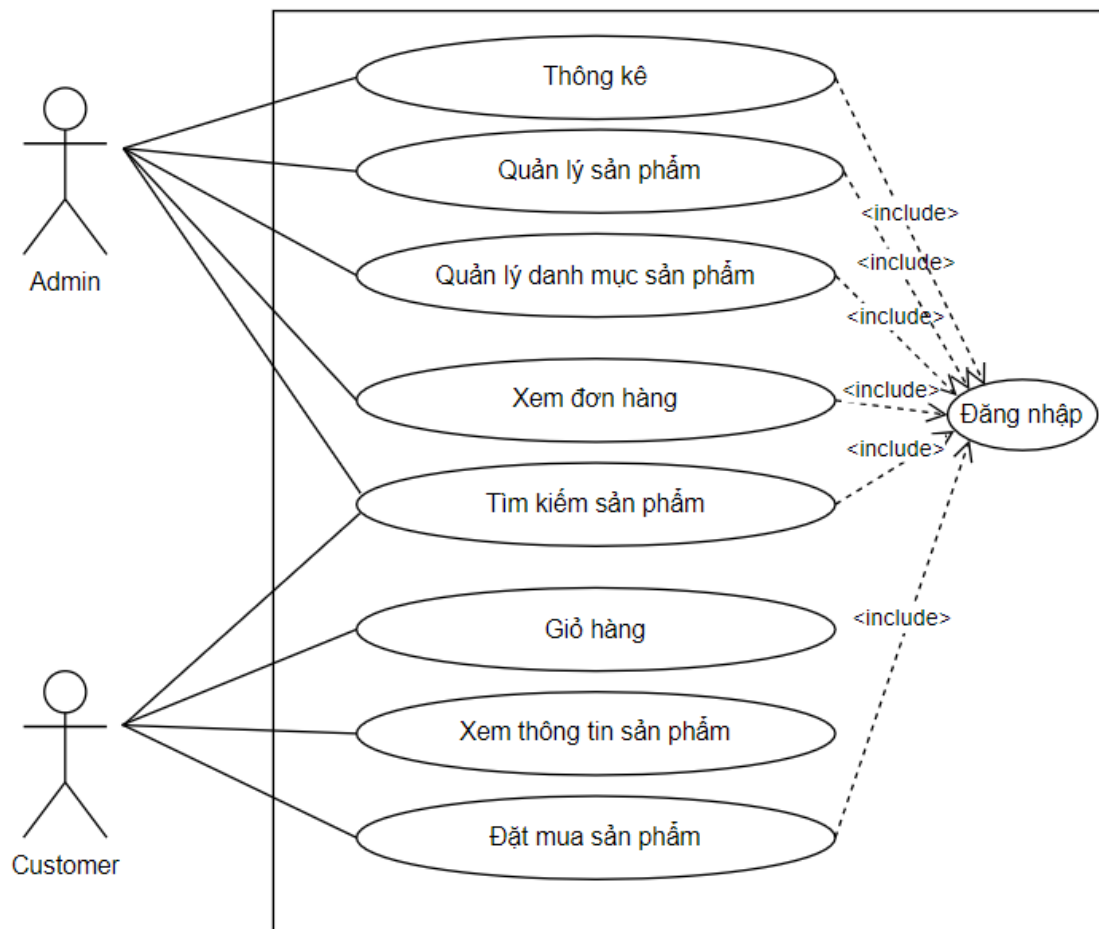 Thông kê
Quản lý sản phẩm
<include>
<include>
Admin
Quản lý danh mục sản phẩm
<include>
Xem đơn hàng
<include>
Đăng nhập
<include>
Tìm kiếm sản phẩm
Giỏ hàng
<include>
Xem thông tin sản phẩm
Đặt mua sản phẩm
Customer